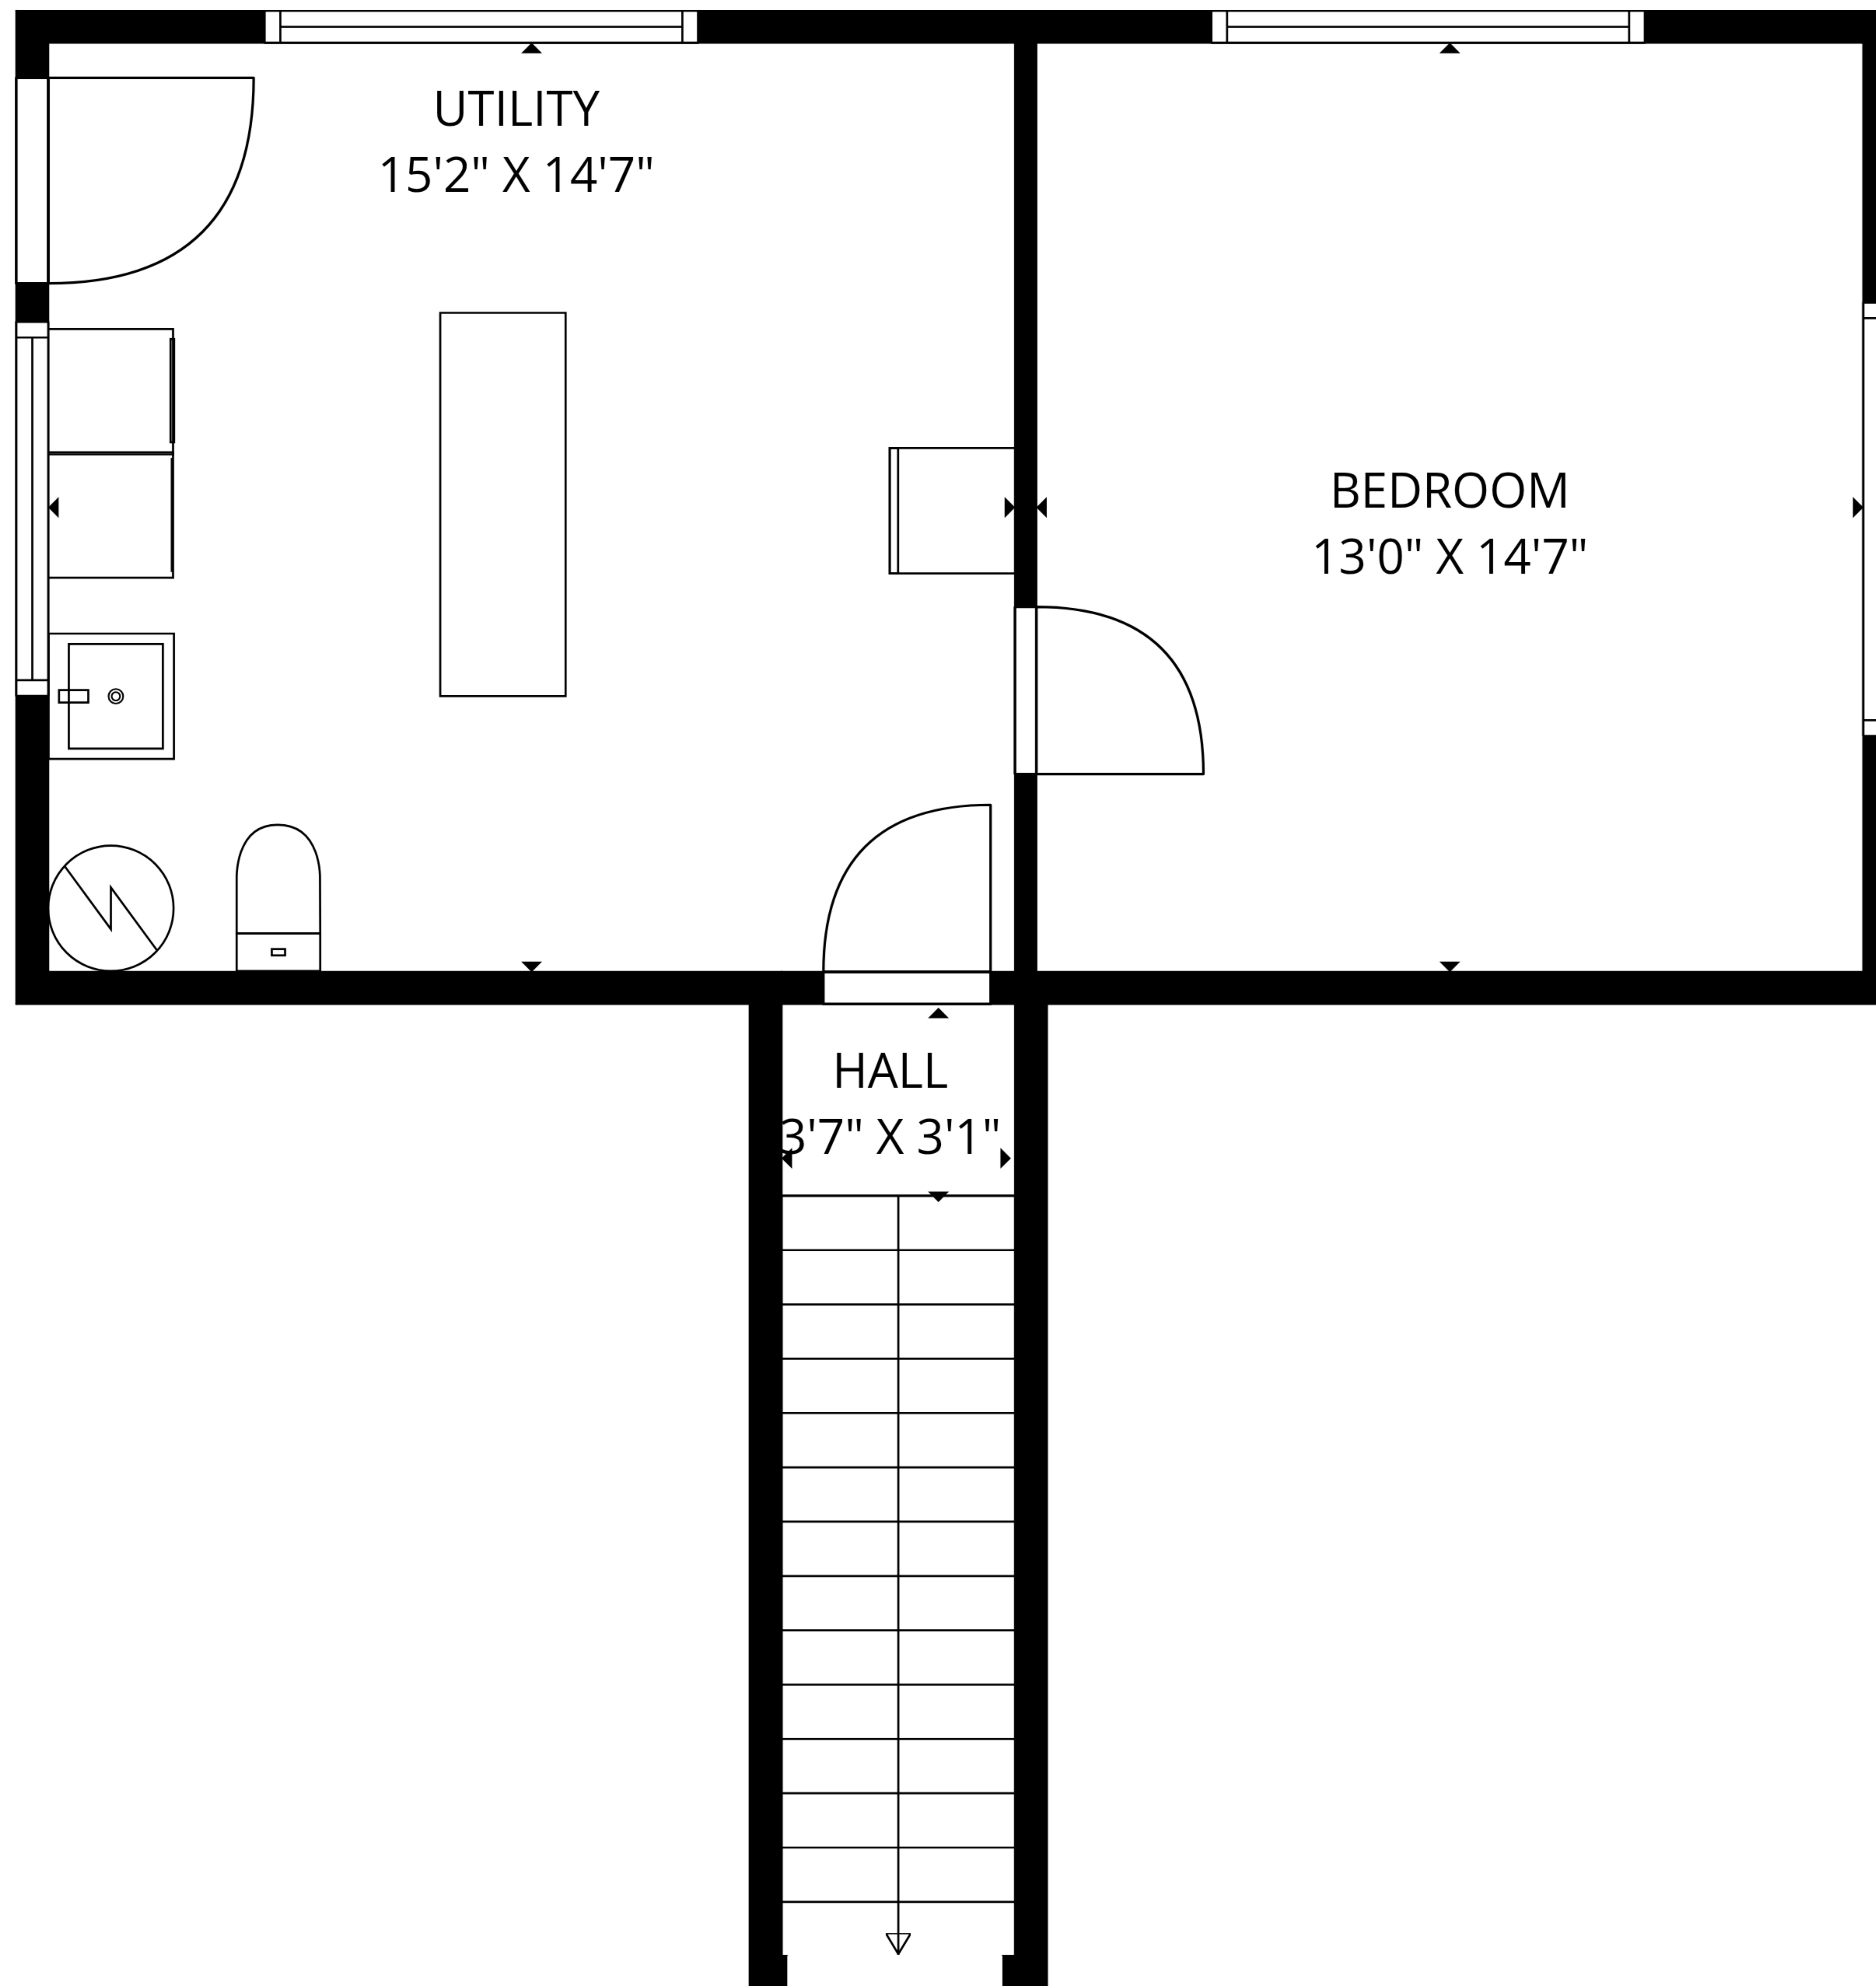 UTILITY
15'2" X 14'7"
BEDROOM
13'0" X 14'7"
HALL
3'7" X 3'1"